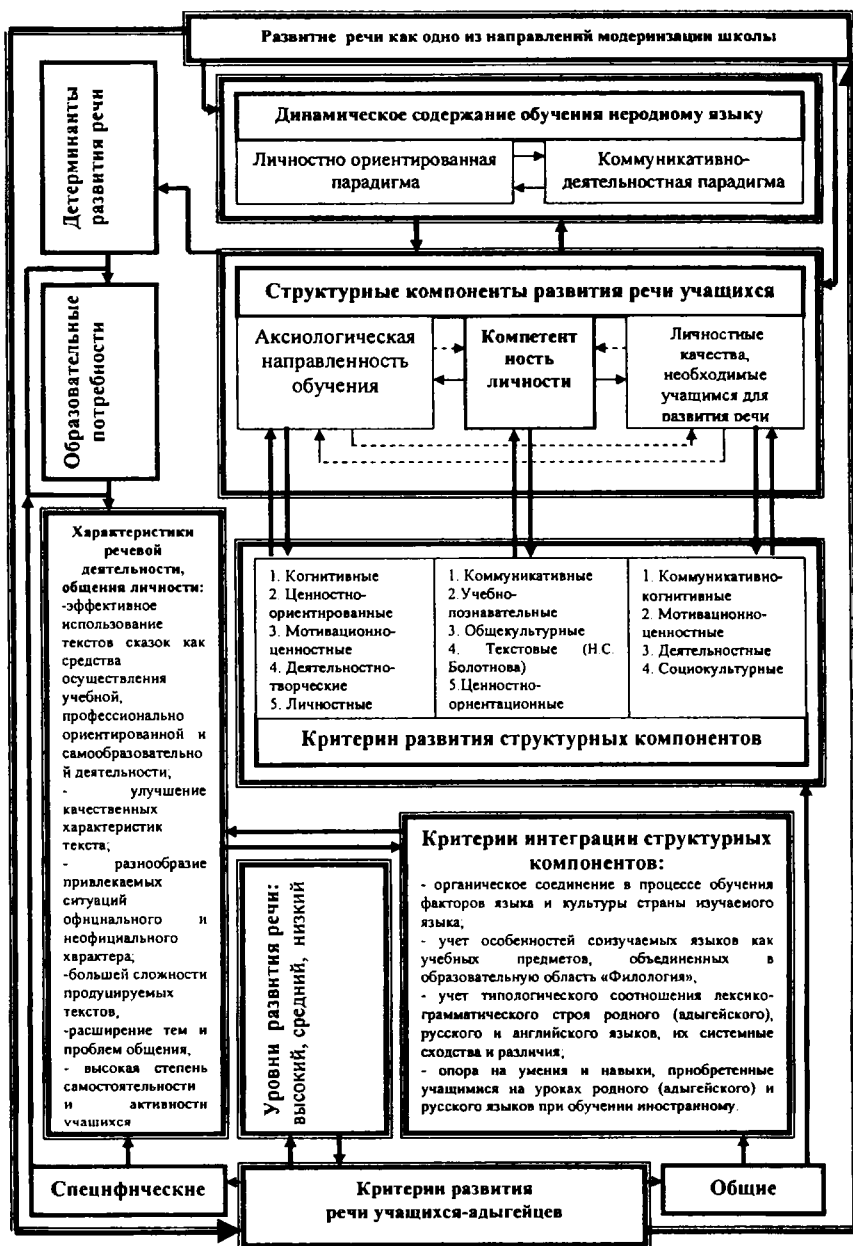 Развитие речи как одно из направлений модернизации школы
Детерминанты
развития речи
Динамическое содержание обучения неродному языку
Личностно ориентированная
парадигма
Коммуникативно-
деятельностная парадигма
Образовательные
потребности
Структурные компоненты развития речи учащихся
Аксиологическая
направленность
обучения
Компетент
ность
личности
Личностные
качества,
необходимые
учащимся для
развития речи
Характеристики
речевой
деятельности,
общения личности:
-эффективное
использование
текстов сказок как
средства
осуществления
учебной,
профессионально
ориентированной и
самообразовательно
й деятельности;
- улучшение
качественных
характеристик
текста;
- разнообразие
привлекаемых
ситуаций
официального и
неофициального
характера;
-большей сложности
продуцируемых
текстов,
-расширение тем и
проблем общения,
- высокая степень
самостоятельности
и активности
учащихся
1. Когнитивные
2. Ценностно-
ориентированные
3. Мотивационно-
ценностные
4. Деятельностно-
творческие
5. Личностные
1. Коммуникативные
2.Учебно-
познавательные
3. Общекультурные
4. Текстовые (Н.С.
Болотнова)
5.Ценностно-
ориентационные
1. Коммуникативно-
когнитивные
2. Мотивационно-
ценностные
3. Деятельностные
4. Социокультурные
Критерии развития структурных компонентов
Уровни развития речи:
высокий, средний, низкий
Критерии интеграции структурных
компонентов:
- органическое соединение в процессе обучения
факторов языка и культуры страны изучаемого
языка;
- учет особенностей соизучаемых языков как
учебных предметов, объединенных в
образовательную область «Филология»,
- учет типологического соотношения лексико-
грамматического строя родного (адыгейского),
русского и английского языков, их системные
сходства и различия;
- опора на умения и навыки, приобретенные
учащимися на уроках родного (адыгейского) и
русского языков при обучении иностранному.
Специфические
Критерии развития
речи учащихся-адыгейцев
Общие